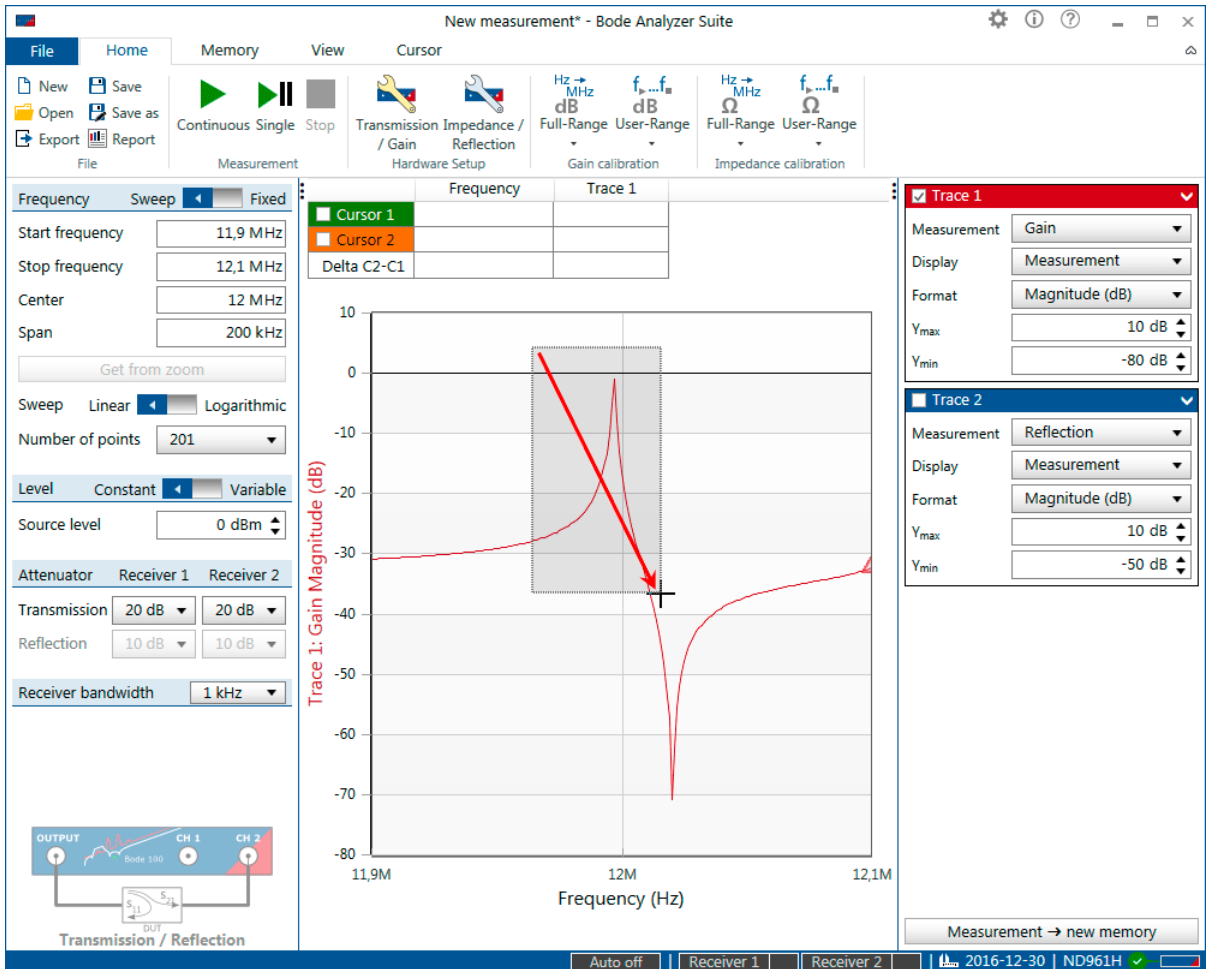 New measurement* - Bode Analyzer Suite
File Home Memory View Cursor
New Save
Open Save as
Export Report
File
Continuous Single Stop
Measurement
Transmission / Gain
Impedance / Reflection
Hardware Setup
Hz → MHz
dB
Full-Range
f▶...f■
dB
User-Range
Gain calibration
Hz → MHz
Ω
Full-Range
f▶...f■
Ω
User-Range
Impedance calibration
Frequency Sweep Fixed
Start frequency 11,9 MHz
Stop frequency 12,1 MHz
Center 12 MHz
Span 200 kHz
Get from zoom
Sweep Linear Logarithmic
Number of points 201
Level Constant Variable
Source level 0 dBm
Attenuator Receiver 1 Receiver 2
Transmission 20 dB 20 dB
Reflection 10 dB 10 dB
Receiver bandwidth 1 kHz
OUTPUT CH 1 CH 2
Bode 100
S11 S21
DUT
Transmission / Reflection
Frequency Trace 1
Cursor 1
Cursor 2
Delta C2-C1
Trace 1: Gain Magnitude (dB)
10
0
-10
-20
-30
-40
-50
-60
-70
-80
11,9M 12M 12,1M
Frequency (Hz)
Trace 1
Measurement Gain
Display Measurement
Format Magnitude (dB)
Ymax 10 dB
Ymin -80 dB
Trace 2
Measurement Reflection
Display Measurement
Format Magnitude (dB)
Ymax 10 dB
Ymin -50 dB
Measurement → new memory
Auto off Receiver 1 Receiver 2 2016-12-30 ND961H